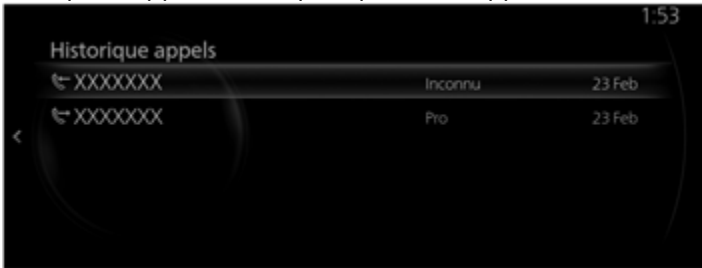 1:53
Historique appels
XXXXXXX Inconnu 23 Feb
XXXXXXX Pro 23 Feb